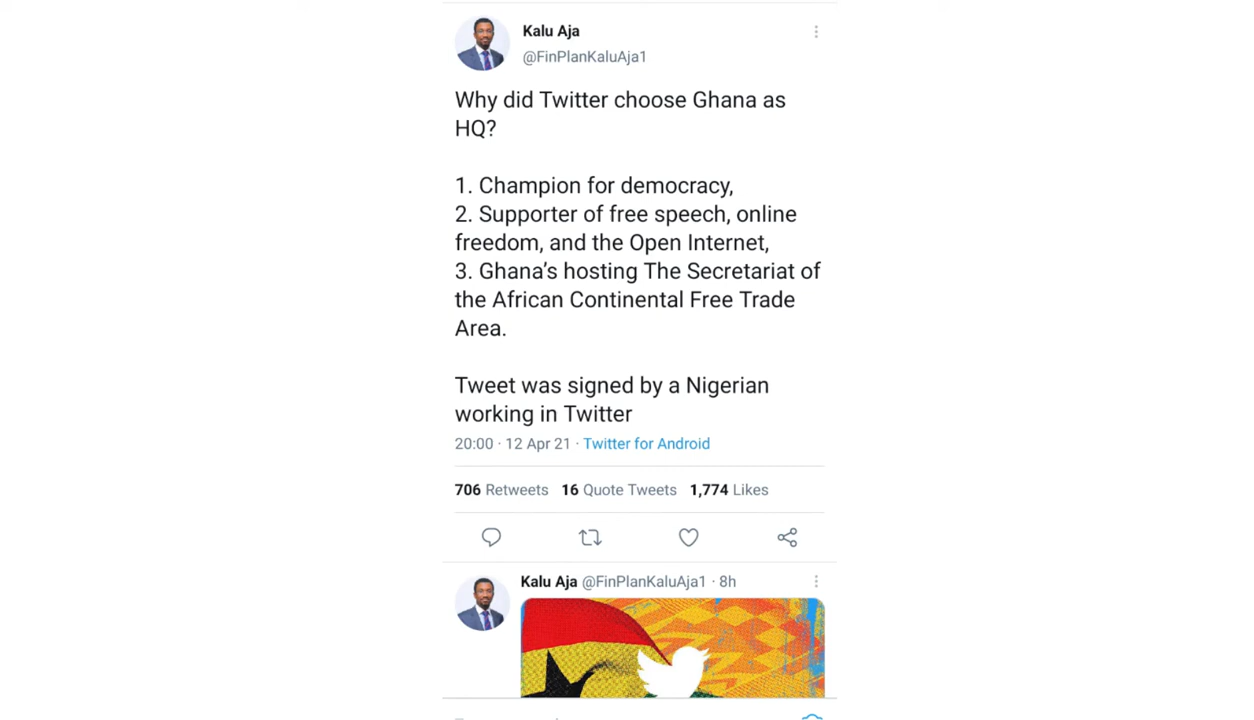 Kalu Aja
@FinPlanKaluAja1
Why did Twitter choose Ghana as
HQ?
1. Champion for democracy,
2. Supporter of free speech, online
freedom, and the Open Internet,
3. Ghana's hosting The Secretariat of
the African Continental Free Trade
Area.
Tweet was signed by a Nigerian
working in Twitter
20:00 · 12 Apr 21 · Twitter for Android
706 Retweets 16 Quote Tweets 1,774 Likes
Kalu Aja @FinPlanKaluAja1 · 8h